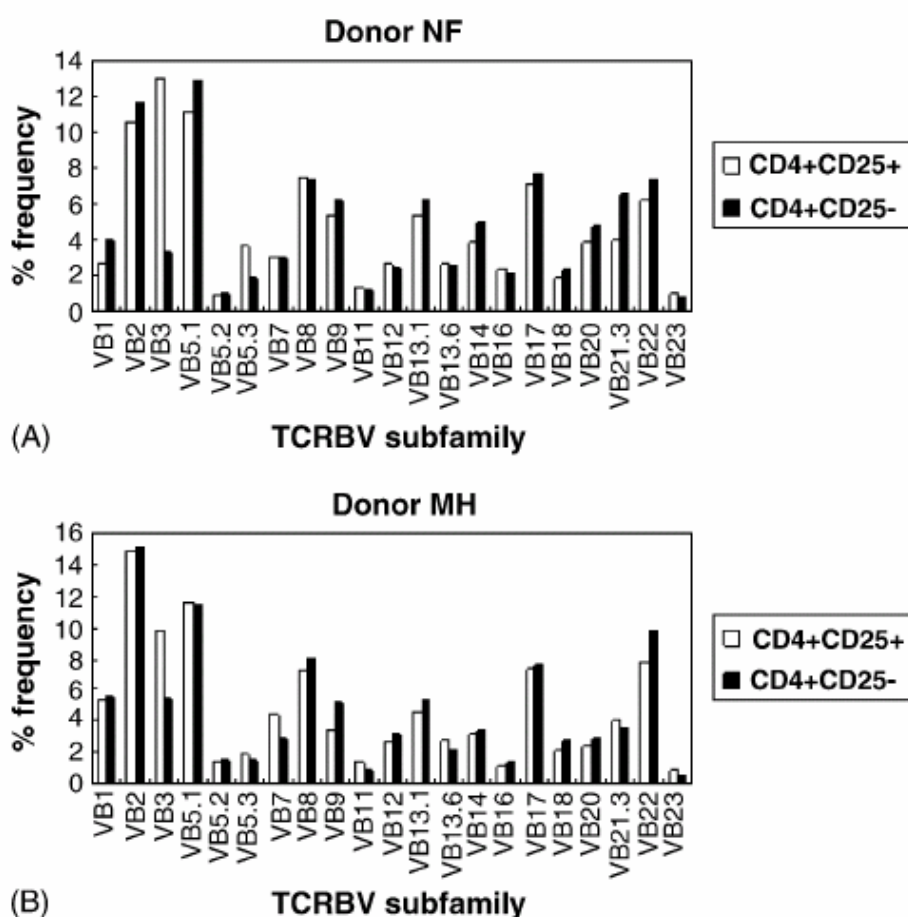 Donor NF
14
12
10
8
6
4
2
0
% frequency
VB1
VB2
VB3
VB5.1
VB5.2
VB5.3
VB7
VB8
VB9
VB11
VB12
VB13.1
VB13.6
VB14
VB16
VB17
VB18
VB20
VB21.3
VB22
VB23
TCRBV subfamily
CD4+CD25+
CD4+CD25-
(A)
Donor MH
16
14
12
10
8
6
4
2
0
% frequency
VB1
VB2
VB3
VB5.1
VB5.2
VB5.3
VB7
VB8
VB9
VB11
VB12
VB13.1
VB13.6
VB14
VB16
VB17
VB18
VB20
VB21.3
VB22
VB23
TCRBV subfamily
CD4+CD25+
CD4+CD25-
(B)